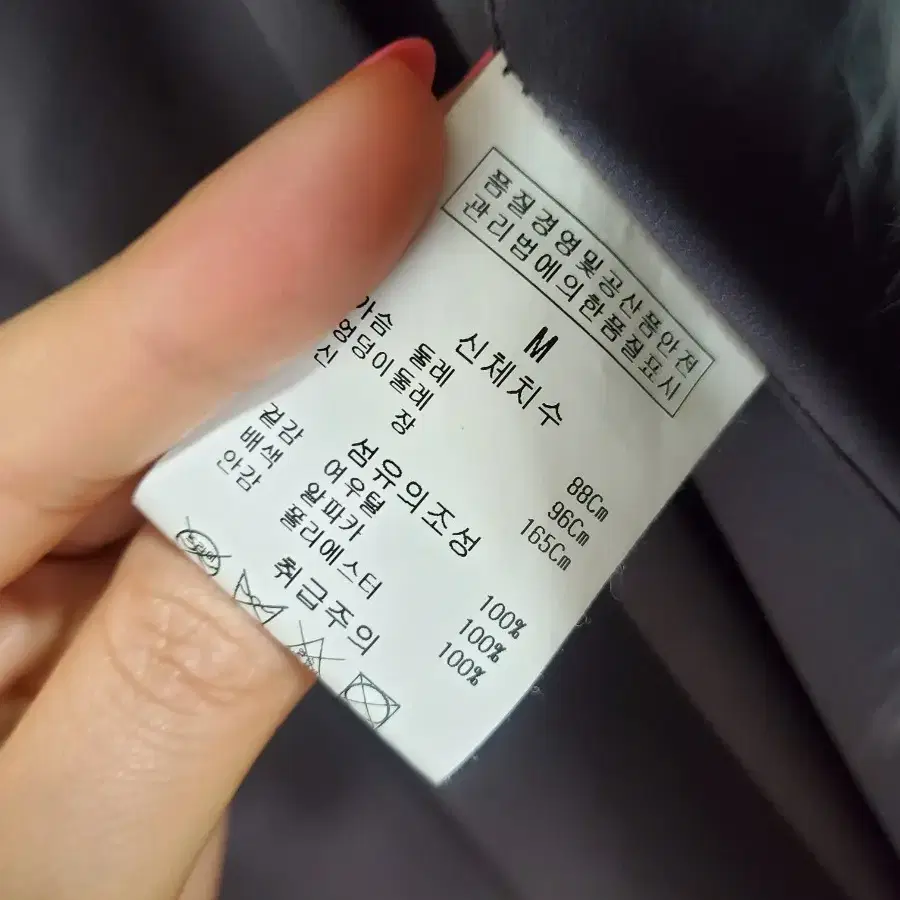 품질경영및공산품안전
관리법에의한품질표시
M
신체치수
가슴 둘레 88Cm
엉덩이둘레 96Cm
신 장 165Cm
섬유의조성
겉감 여우털 100%
배색 알파카 100%
안감 폴리에스터 100%
취급주의